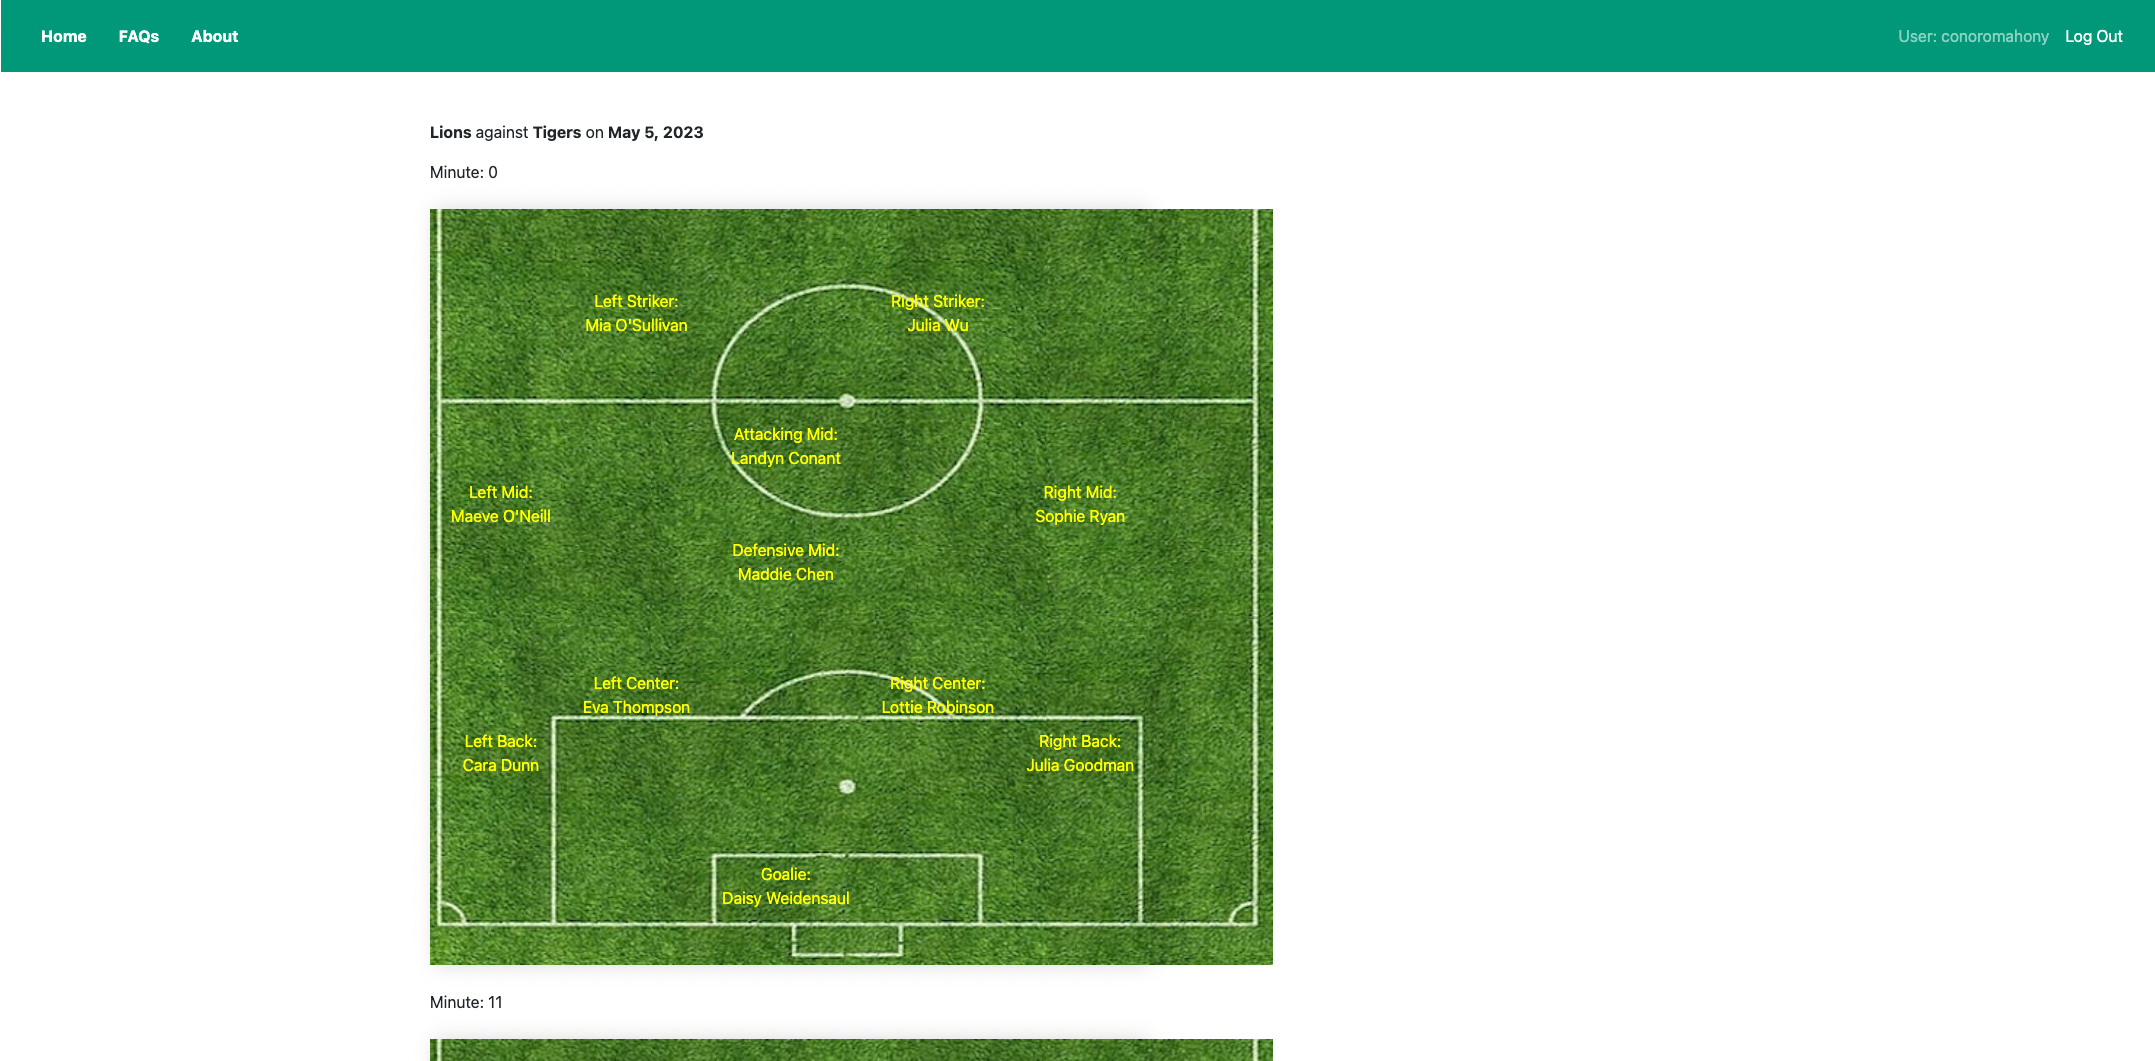 Home FAQs About User: conoromahony Log Out
Lions against Tigers on May 5, 2023
Minute: 0
Left Striker: Right Striker:
Mia O'Sullivan Julia Wu
Attacking Mid:
Landyn Conant
Left Mid: Right Mid:
Maeve O'Neill Sophie Ryan
Defensive Mid:
Maddie Chen
Left Center: Right Center:
Eva Thompson Lottie Robinson
Left Back: Right Back:
Cara Dunn Julia Goodman
Goalie:
Daisy Weidensaul
Minute: 11